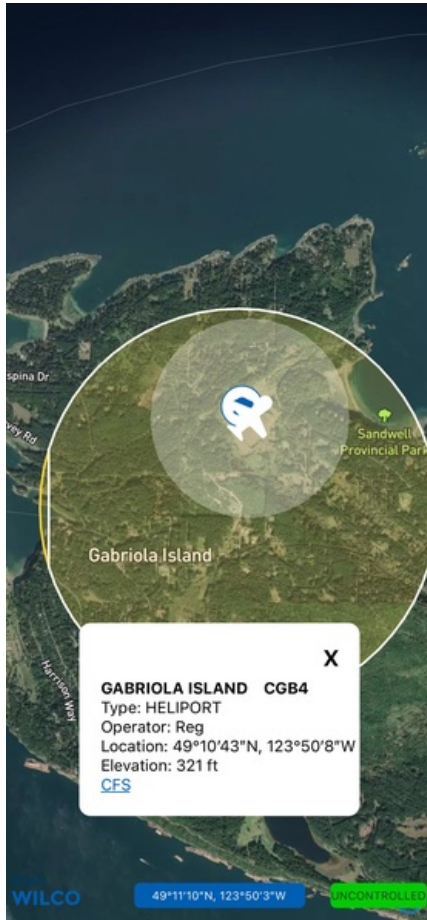 spina Dr
vey Rd
Sandwell
Provincial Park
Gabriola Island
Harrison Way
X
GABRIOLA ISLAND CGB4
Type: HELIPORT
Operator: Reg
Location: 49°10'43"N, 123°50'8"W
Elevation: 321 ft
CFS
WILCO
49°11'10"N, 123°50'3"W
UNCONTROLLED